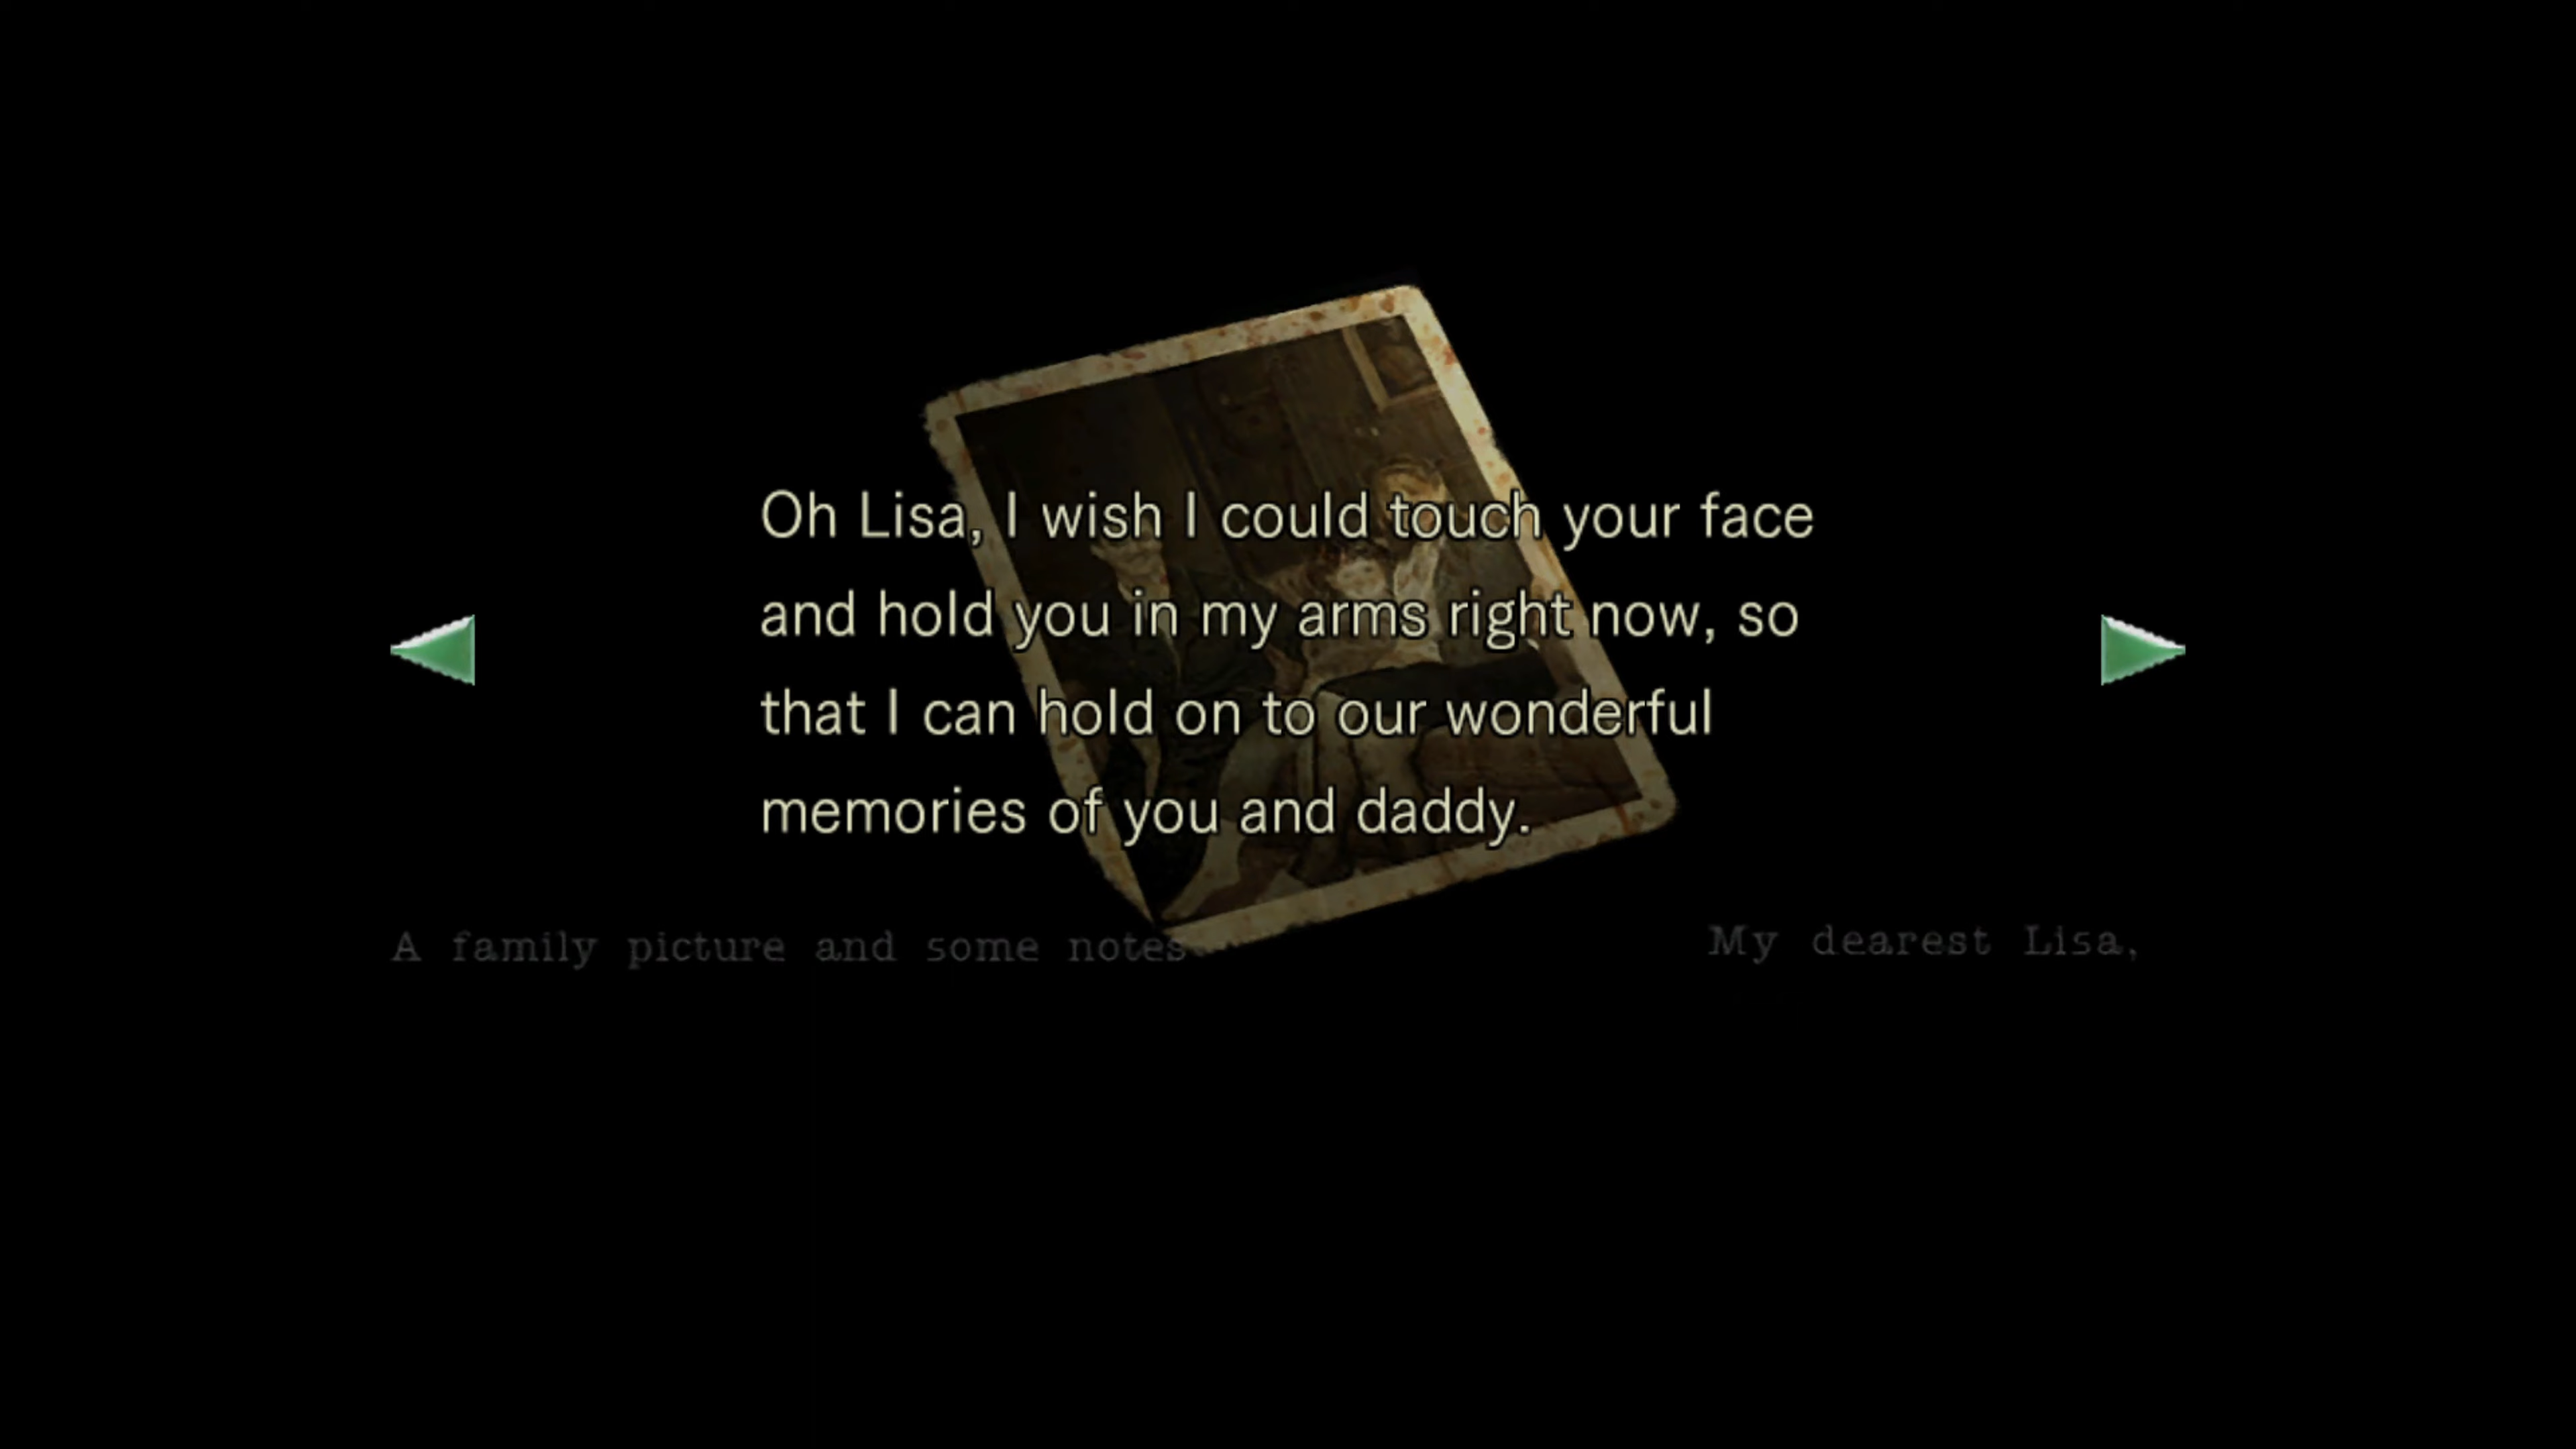 Oh Lisa, I wish I could touch your face
and hold you in my arms right now, so
that I can hold on to our wonderful
memories of you and daddy.
A family picture and some notes
My dearest Lisa,